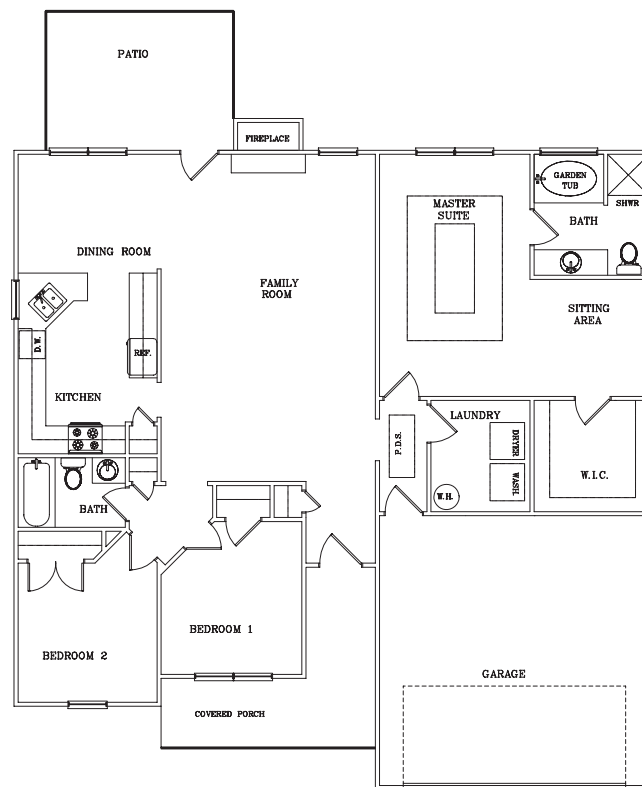 PATIO
FIREPLACE
GARDEN
TUB
SHWR
MASTER
SUITE
BATH
DINING ROOM
FAMILY
ROOM
SITTING
AREA
D.W.
REF.
KITCHEN
LAUNDRY
P.D.S.
DRYER
WASH.
W.I.C.
W.H.
BATH
BEDROOM 1
BEDROOM 2
GARAGE
COVERED PORCH